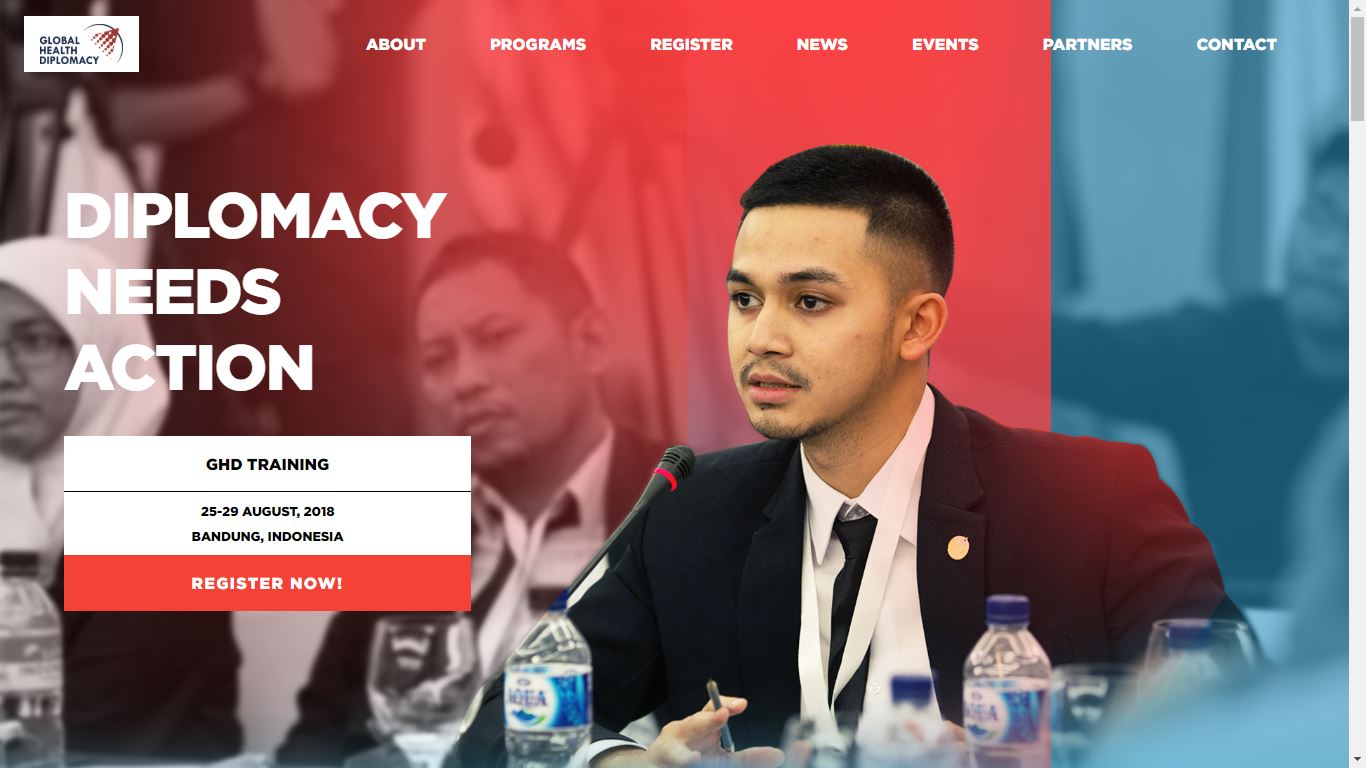 GLOBAL
HEALTH
DIPLOMACY
ABOUT PROGRAMS REGISTER NEWS EVENTS PARTNERS CONTACT
DIPLOMACY
NEEDS
ACTION
GHD TRAINING
25-29 AUGUST, 2018
BANDUNG, INDONESIA
REGISTER NOW!
AQUA
AQUA